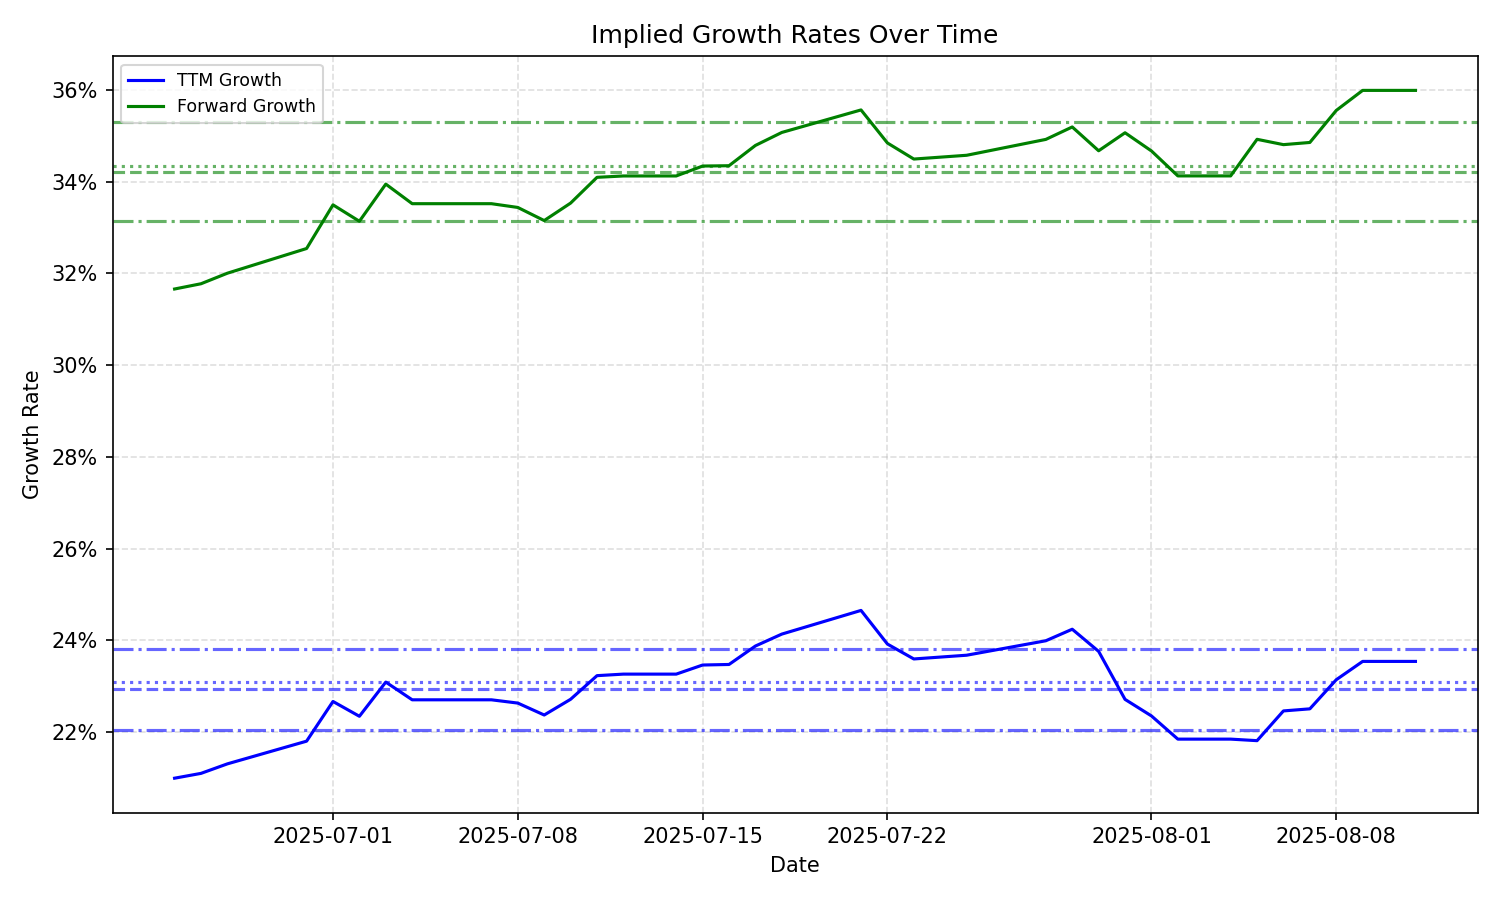 Implied Growth Rates Over Time
TTM Growth
Forward Growth
36%
34%
32%
30%
28%
26%
24%
22%
Growth Rate
2025-07-01
2025-07-08
2025-07-15
2025-07-22
2025-08-01
2025-08-08
Date